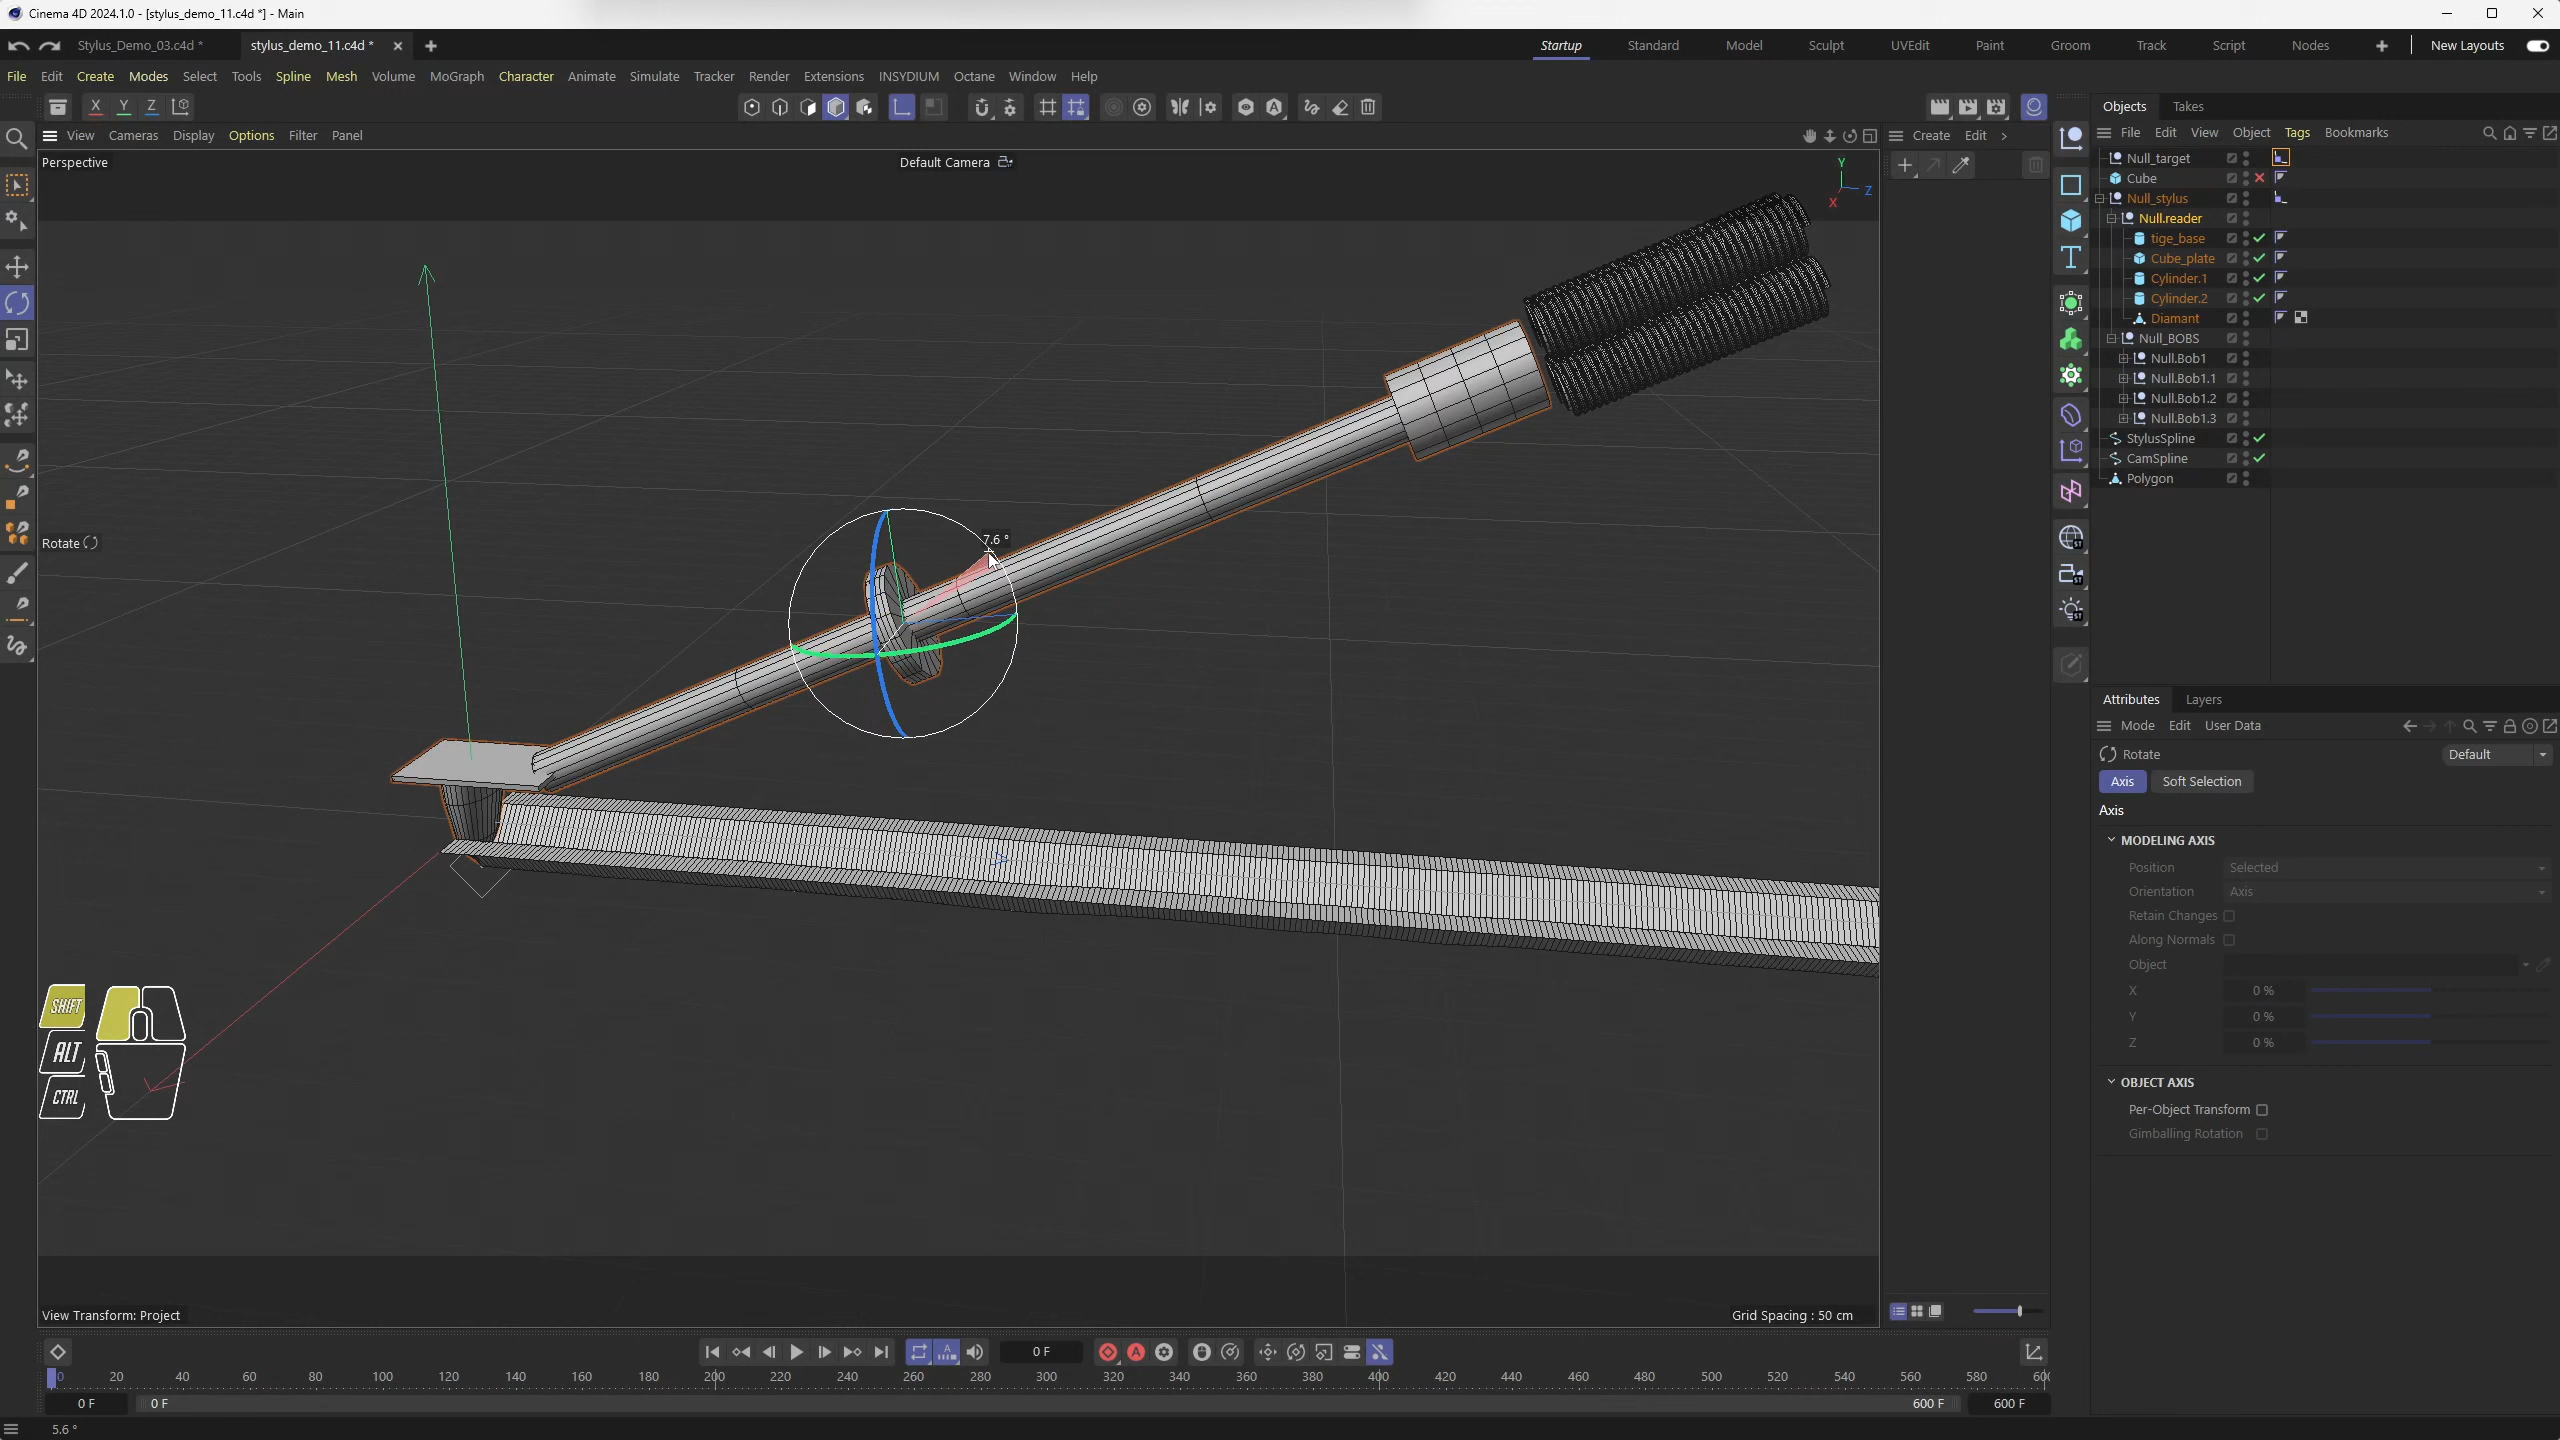 Cinema 4D 2024.1.0 - [stylus_demo_11.c4d *] - Main
Stylus_Demo_03.c4d *
stylus_demo_11.c4d *
Startup Standard Model Sculpt UVEdit Paint Groom Track Script Nodes New Layouts
File Edit Create Modes Select Tools Spline Mesh Volume MoGraph Character Animate Simulate Tracker Render Extensions INSYDIUM Octane Window Help
X Y Z
View Cameras Display Options Filter Panel
Perspective
Default Camera
Y
Z
X
Rotate
7.6 °
SHIFT
ALT
CTRL
View Transform: Project
Grid Spacing : 50 cm
Create Edit
Objects Takes
File Edit View Object Tags Bookmarks
Null_target
Cube
Null_stylus
Null.reader
tige_base
Cube_plate
Cylinder.1
Cylinder.2
Diamant
Null_BOBS
Null.Bob1
Null.Bob1.1
Null.Bob1.2
Null.Bob1.3
StylusSpline
CamSpline
Polygon
Attributes Layers
Mode Edit User Data
Rotate Default
Axis Soft Selection
Axis
MODELING AXIS
Position Selected
Orientation Axis
Retain Changes
Along Normals
Object
X 0 %
Y 0 %
Z 0 %
OBJECT AXIS
Per-Object Transform
Gimballing Rotation
0 F
0 20 40 60 80 100 120 140 160 180 200 220 240 260 280 300 320 340 360 380 400 420 440 460 480 500 520 540 560 580 600
0 F 0 F 600 F 600 F
5.6 °